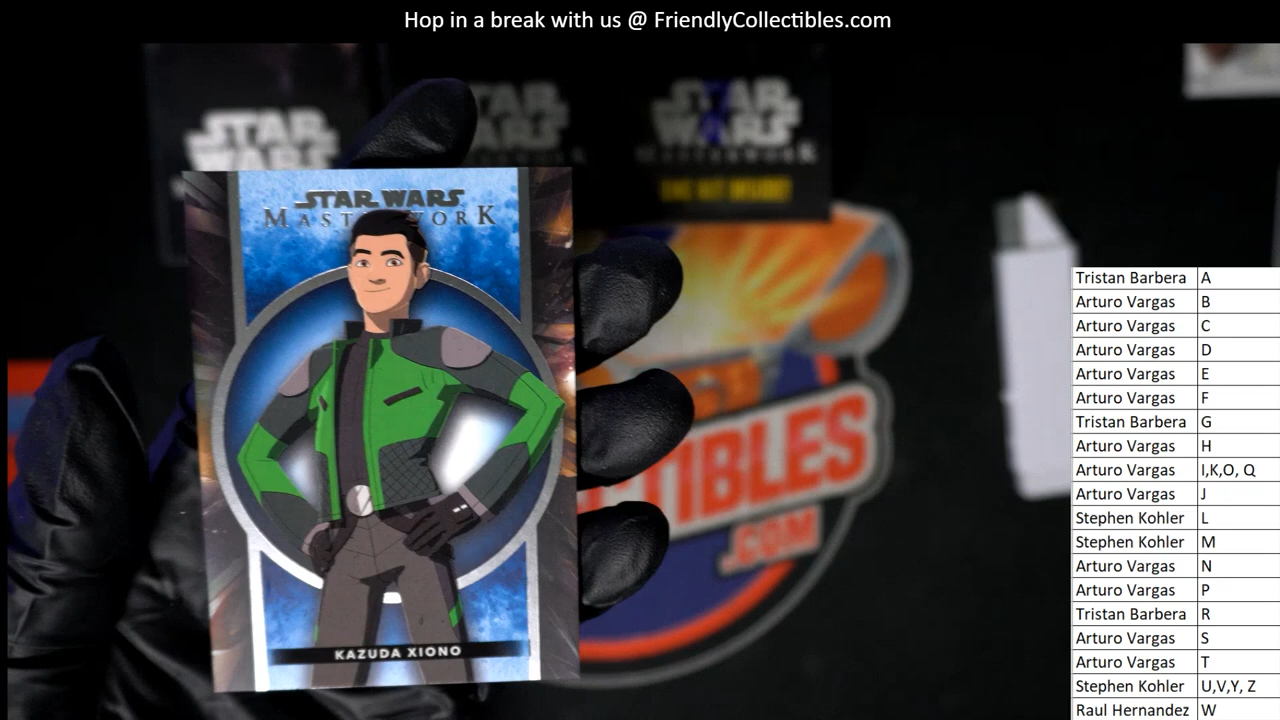 Hop in a break with us @ FriendlyCollectibles.com
STAR
WARS
STAR
WARS
STAR
WARS
MASTERWORK
STAR WARS
MASTERWORK
KAZUDA XIONO
CTIBLES
.COM
Tristan Barbera A
Arturo Vargas B
Arturo Vargas C
Arturo Vargas D
Arturo Vargas E
Arturo Vargas F
Tristan Barbera G
Arturo Vargas H
Arturo Vargas I,K,O, Q
Arturo Vargas J
Stephen Kohler L
Stephen Kohler M
Arturo Vargas N
Arturo Vargas P
Tristan Barbera R
Arturo Vargas S
Arturo Vargas T
Stephen Kohler U,V,Y, Z
Raul Hernandez W